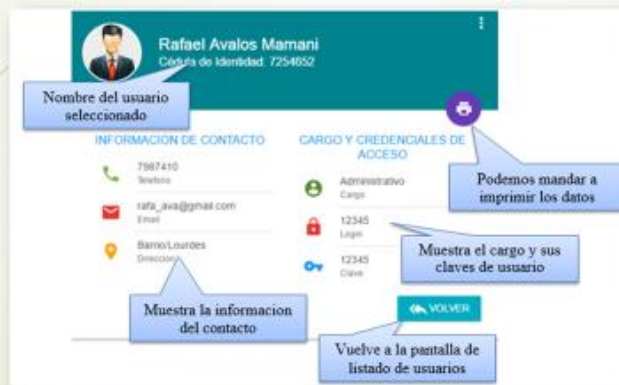 Rafael Avalos Mamani
Cédula de Identidad: 7254652
Nombre del usuario
seleccionado
INFORMACION DE CONTACTO
CARGO Y CREDENCIALES DE
ACCESO
7987410
Telefono
Administrativo
Cargo
Podemos mandar a
imprimir los datos
rafa_ava@gmail.com
Email
12345
Login
Muestra el cargo y sus
claves de usuario
Barrio/Lourdes
Direccion
12345
Clave
Muestra la informacion
del contacto
VOLVER
Vuelve a la pantalla de
listado de usuarios